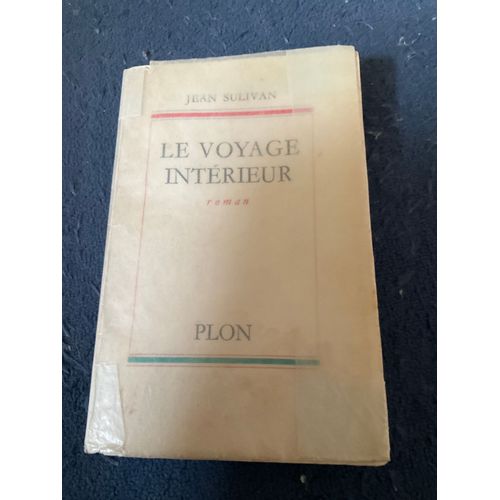 JEAN SULIVAN
LE VOYAGE
INTÉRIEUR
roman
PLON